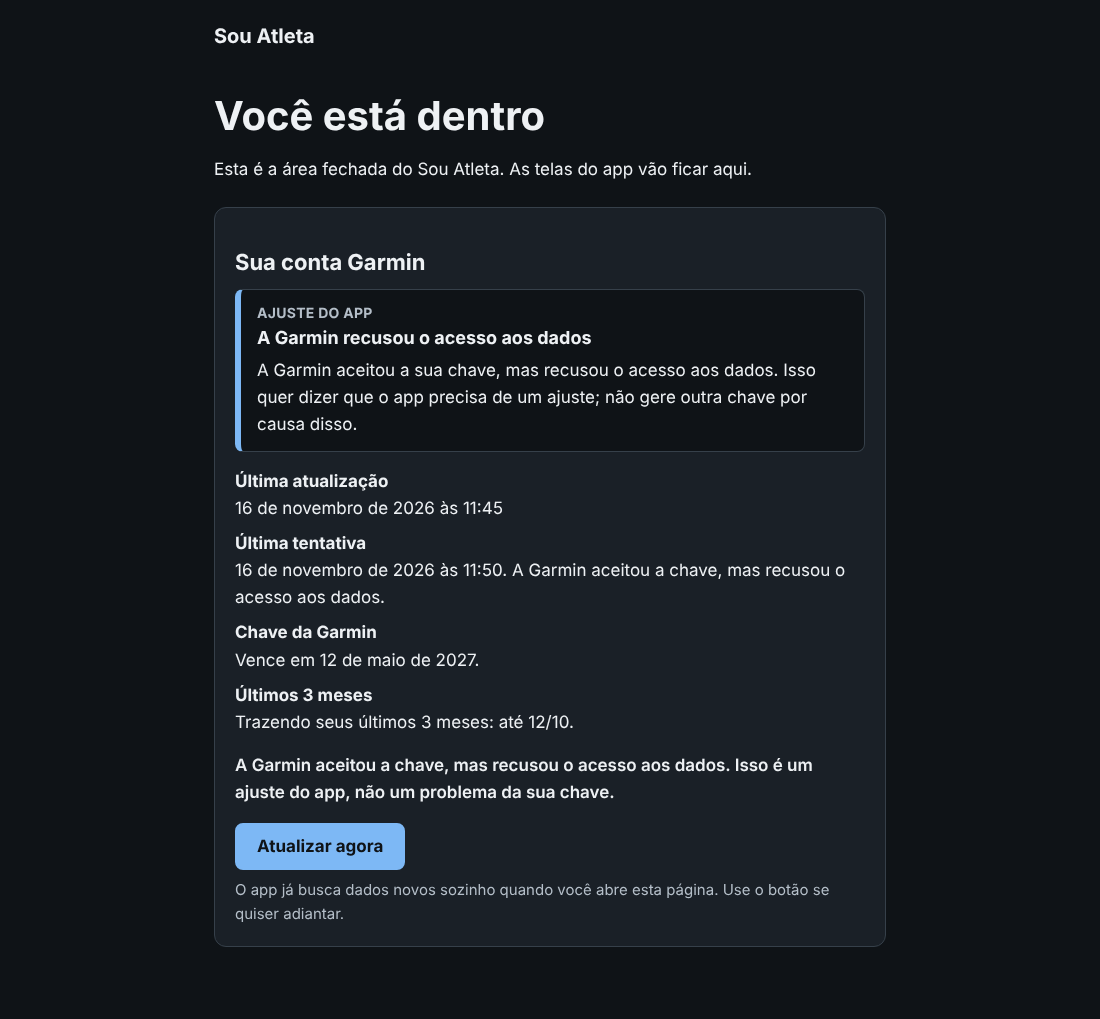 Sou Atleta
Você está dentro
Esta é a área fechada do Sou Atleta. As telas do app vão ficar aqui.
Sua conta Garmin
AJUSTE DO APP
A Garmin recusou o acesso aos dados
A Garmin aceitou a sua chave, mas recusou o acesso aos dados. Isso
quer dizer que o app precisa de um ajuste; não gere outra chave por
causa disso.
Última atualização
16 de novembro de 2026 às 11:45
Última tentativa
16 de novembro de 2026 às 11:50. A Garmin aceitou a chave, mas recusou o
acesso aos dados.
Chave da Garmin
Vence em 12 de maio de 2027.
Últimos 3 meses
Trazendo seus últimos 3 meses: até 12/10.
A Garmin aceitou a chave, mas recusou o acesso aos dados. Isso é um
ajuste do app, não um problema da sua chave.
Atualizar agora
O app já busca dados novos sozinho quando você abre esta página. Use o botão se
quiser adiantar.